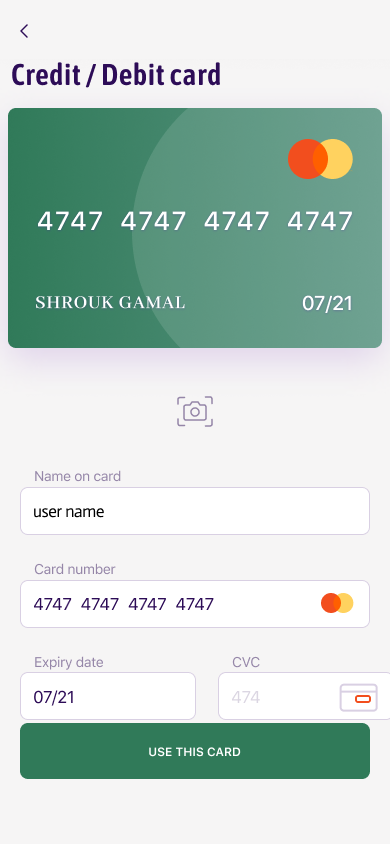 Credit / Debit card
4747 4747 4747 4747
SHROUK GAMAL 07/21
Name on card
user name
Card number
4747 4747 4747 4747
Expiry date CVC
07/21 474
USE THIS CARD